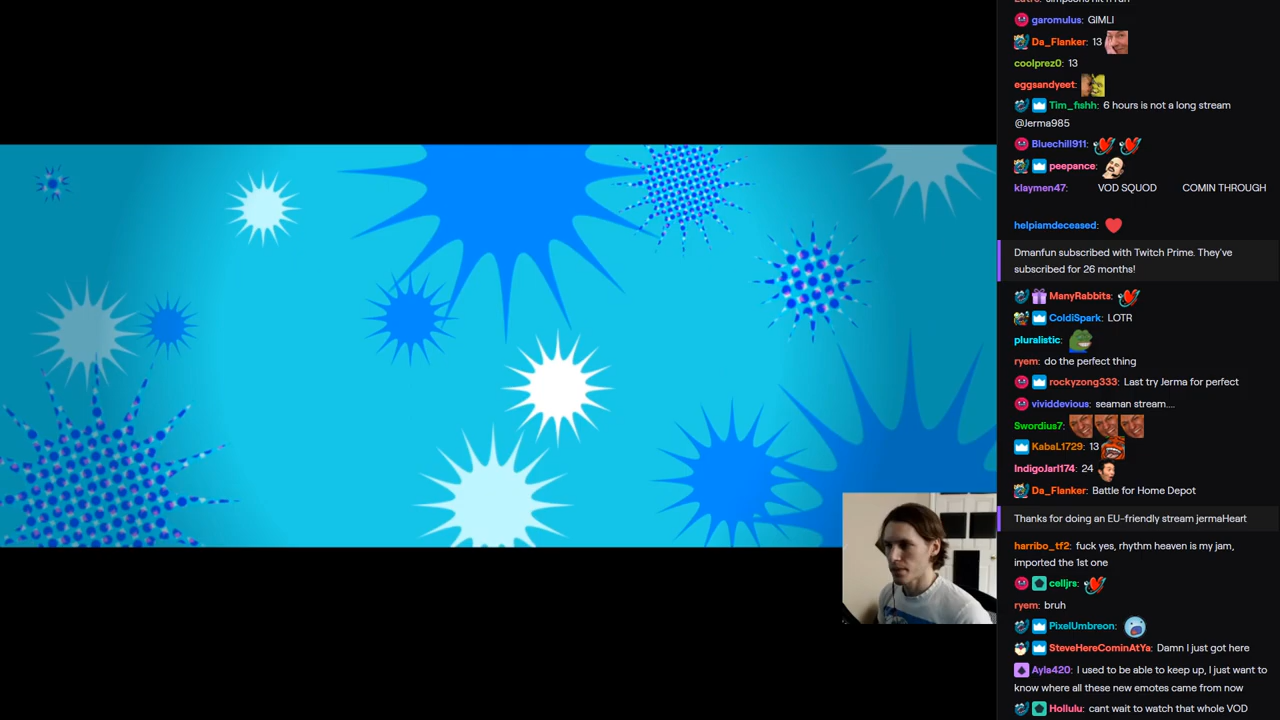 garomulus: GIMLI
Da_Flanker: 13
coolprez0: 13
eggsandyeet:
Tim_fishh: 6 hours is not a long stream
@Jerma985
Bluechill911:
peepance:
klaymen47: VOD SQUOD COMIN THROUGH
helpiamdeceased:
Dmanfun subscribed with Twitch Prime. They've
subscribed for 26 months!
ManyRabbits:
ColdiSpark: LOTR
pluralistic:
ryem: do the perfect thing
rockyzong333: Last try Jerma for perfect
vividdevious: seaman stream....
Swordius7:
KabaL1729: 13
IndigoJarl174: 24
Da_Flanker: Battle for Home Depot
Thanks for doing an EU-friendly stream jermaHeart
harribo_tf2: fuck yes, rhythm heaven is my jam,
imported the 1st one
celljrs:
ryem: bruh
PixelUmbreon:
SteveHereCominAtYa: Damn I just got here
Ayla420: I used to be able to keep up, I just want to
know where all these new emotes came from now
Hollulu: cant wait to watch that whole VOD